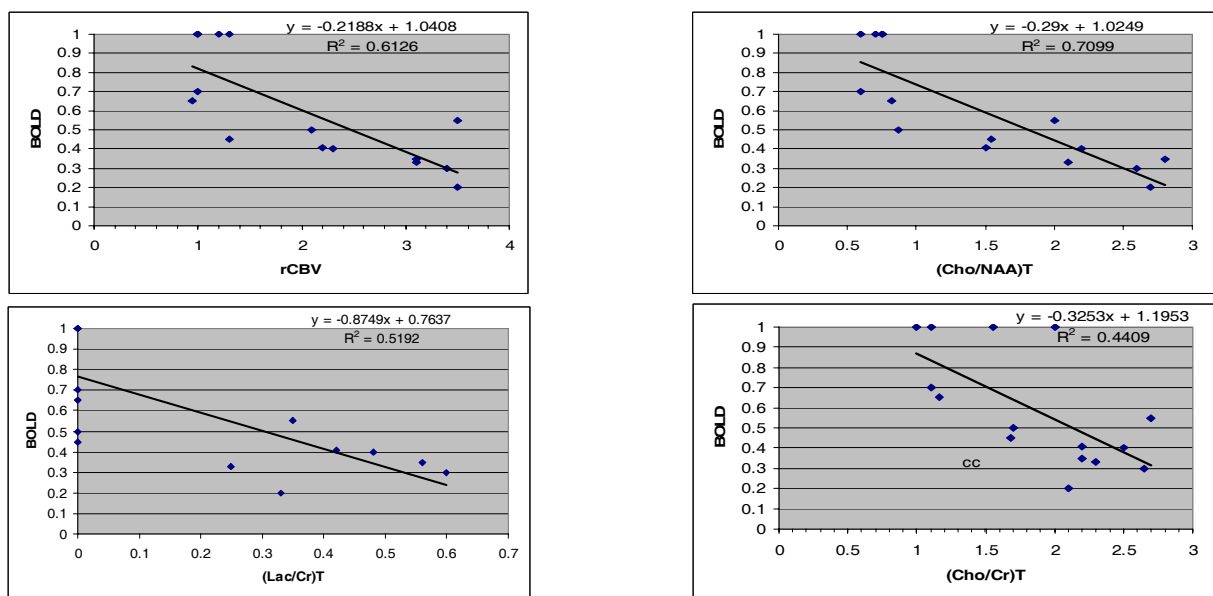 y = -0.2188x + 1.0408
R² = 0.6126
1
0.9
0.8
0.7
0.6
0.5
0.4
0.3
0.2
0.1
0
BOLD
0 1 2 3 4
rCBV
y = -0.29x + 1.0249
R² = 0.7099
1
0.9
0.8
0.7
0.6
0.5
0.4
0.3
0.2
0.1
0
BOLD
0 0.5 1 1.5 2 2.5 3
(Cho/NAA)T
y = -0.8749x + 0.7637
R² = 0.5192
1
0.9
0.8
0.7
0.6
0.5
0.4
0.3
0.2
0.1
0
BOLD
0 0.1 0.2 0.3 0.4 0.5 0.6 0.7
(Lac/Cr)T
y = -0.3253x + 1.1953
R² = 0.4409
1
0.9
0.8
0.7
0.6
0.5
0.4
0.3
0.2
0.1
0
BOLD
cc
0 0.5 1 1.5 2 2.5 3
(Cho/Cr)T